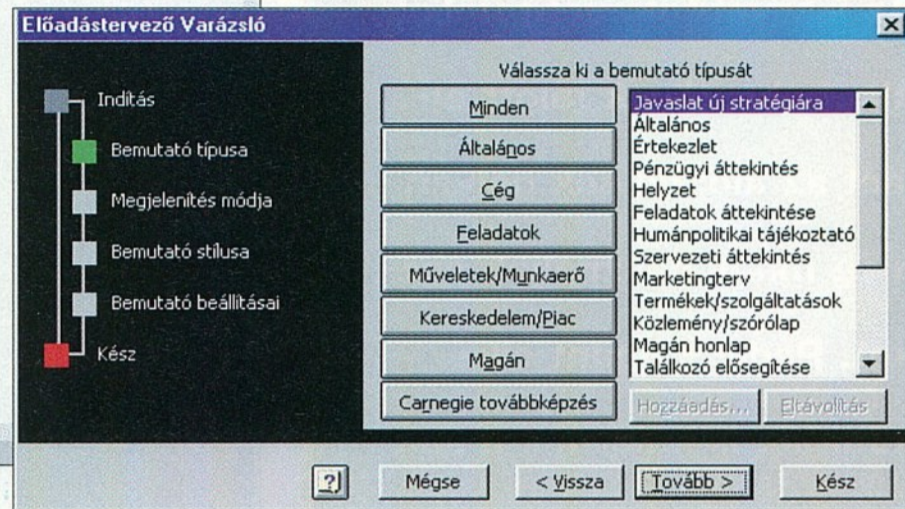 Előadástervező Varázsló
Indítás
Bemutató típusa
Megjelenítés módja
Bemutató stílusa
Bemutató beállításai
Kész
Válassza ki a bemutató típusát
Minden
Általános
Cég
Feladatok
Műveletek/Munkaerő
Kereskedelem/Piac
Magán
Carnegie továbbképzés
Javaslat új stratégiára
Általános
Értekezlet
Pénzügyi áttekintés
Helyzet
Feladatok áttekintése
Humánpolitikai tájékoztató
Szervezeti áttekintés
Marketingterv
Termékek/szolgáltatások
Közlemény/szórólap
Magán honlap
Találkozó elősegítése
Hozzáadás...
Eltávolítás
Mégse
< Vissza
Tovább >
Kész